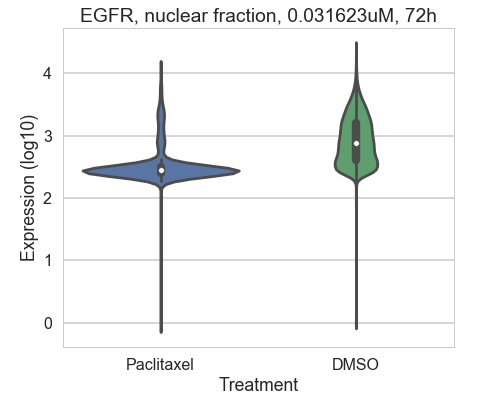 EGFR, nuclear fraction, 0.031623uM, 72h
Expression (log10)
4
3
2
1
0
Paclitaxel DMSO
Treatment